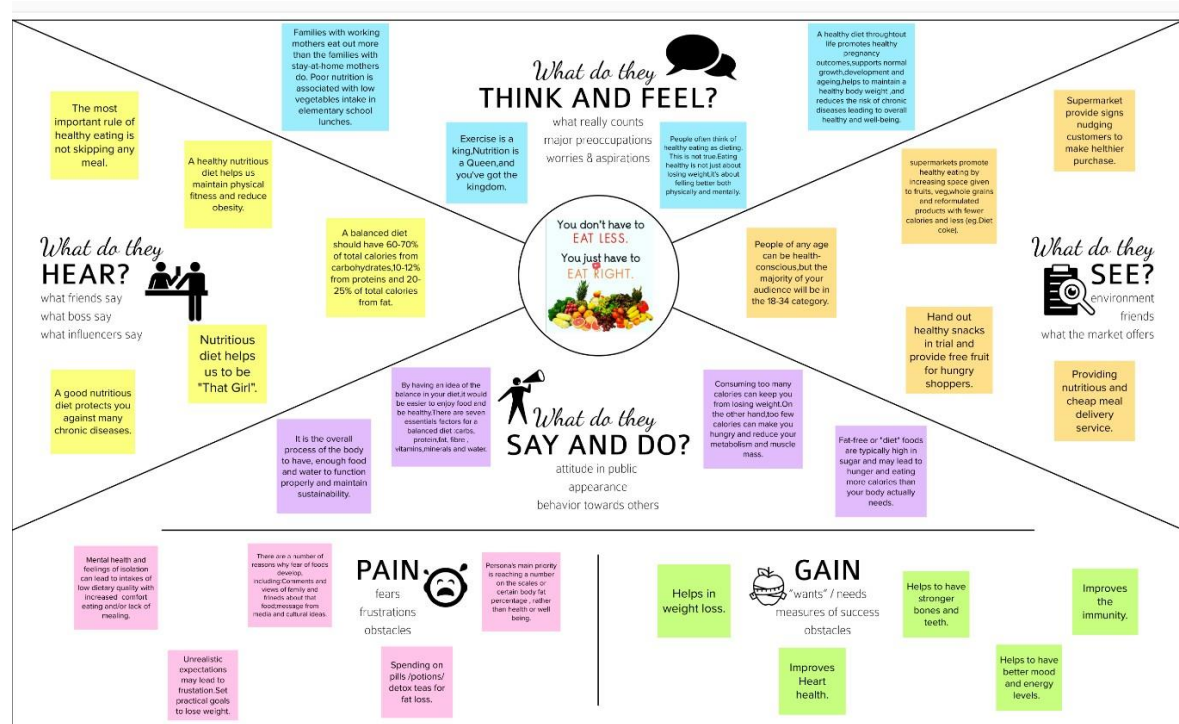 Families with working
mothers eat out more
than the families with
stay-at-home mothers
do. Poor nutrition is
associated with low
vegetables intake in
elementary school
lunches.
What do they
THINK AND FEEL?
what really counts
major preoccupations
worries & aspirations
A healthy diet throughtout
life promotes healthy
pregnancy
outcomes,supports normal
growth,development and
ageing,helps to maintain a
healthy body weight ,and
reduces the risk of chronic
diseases leading to overall
healthy and well-being.
Exercise is a
king,Nutrition is
a Queen,and
you've got the
kingdom.
People often think of
healthy eating as dieting.
This is not true.Eating
healthy is not just about
losing weight,it's about
felling better both
physically and mentally.
The most
important rule of
healthy eating is
not skipping any
meal.
A healthy nutritious
diet helps us
maintain physical
fitness and reduce
obesity.
A balanced diet
should have 60-70%
of total calories from
carbohydrates,10-12%
from proteins and 20-
25% of total calories
from fat.
What do they
HEAR?
what friends say
what boss say
what influencers say
Nutritious
diet helps
us to be
"That Girl".
A good nutritious
diet protects you
against many
chronic diseases.
You don't have to
EAT LESS.
You just have to
EAT RIGHT.
Supermarket
provide signs
nudging
customers to
make helthier
purchase.
supermarkets promote
healthy eating by
increasing space given
to fruits, veg,whole grains
and reformulated
products with fewer
calories and less (eg.Diet
coke).
People of any age
can be health-
conscious,but the
majority of your
audience will be in
the 18-34 category.
What do they
SEE?
environment
friends
what the market offers
Hand out
healthy snacks
in trial and
provide free fruit
for hungry
shoppers.
Providing
nutritious and
cheap meal
delivery
service.
By having an idea of the
balance in your diet,it would
be easier to enjoy food and
be healthy.There are seven
essentials factors for a
balanced diet :carbs,
protein,fat, fibre ,
vitamins,minerals and water.
It is the overall
process of the body
to have, enough food
and water to function
properly and maintain
sustainability.
What do they
SAY AND DO?
attitude in public
appearance
behavior towards others
Consuming too many
calories can keep you
from losing weight.On
the other hand,too few
calories can make you
hungry and reduce your
metabolism and muscle
mass.
Fat-free or "diet" foods
are typically high in
sugar and may lead to
hunger and eating
more calories than
your body actually
needs.
Mental health and
feelings of isolation
can lead to intakes of
low dietary quality with
increased comfort
eating and/or lack of
mealing.
There are a number of
reasons why fear of foods
develop,
including:Comments and
views of family and
friends about that
food;message from
media and cultural ideas.
PAIN
fears
frustrations
obstacles
Persona's main priority
is reaching a number
on the scales or
certain body fat
percentage , rather
than health or well
being.
Unrealistic
expectations
may lead to
frustation.Set
practical goals
to lose weight.
Spending on
pills /potions/
detox teas for
fat loss.
Helps in
weight loss.
GAIN
"wants" / needs
measures of success
obstacles
Improves
Heart
health.
Helps to have
stronger
bones and
teeth.
Helps to have
better mood
and energy
levels.
Improves
the
immunity.